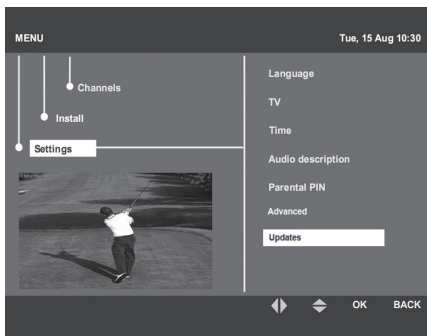 MENU
Tue, 15 Aug 10:30
Channels
Install
Settings
Language
TV
Time
Audio description
Parental PIN
Advanced
Updates
OK
BACK